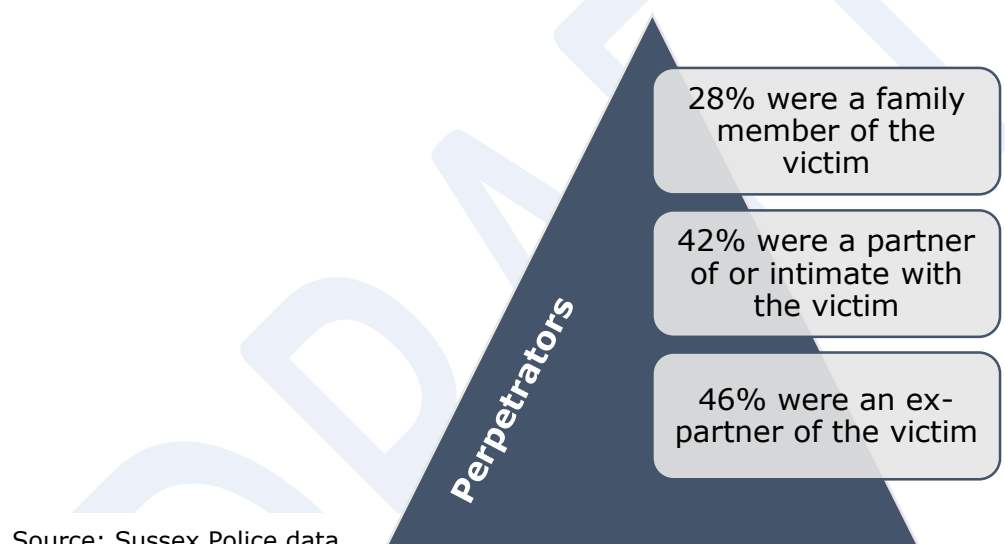 28% were a family
member of the
victim
42% were a partner
of or intimate with
the victim
46% were an ex-
partner of the victim
Perpetrators
Source: Sussex Police data